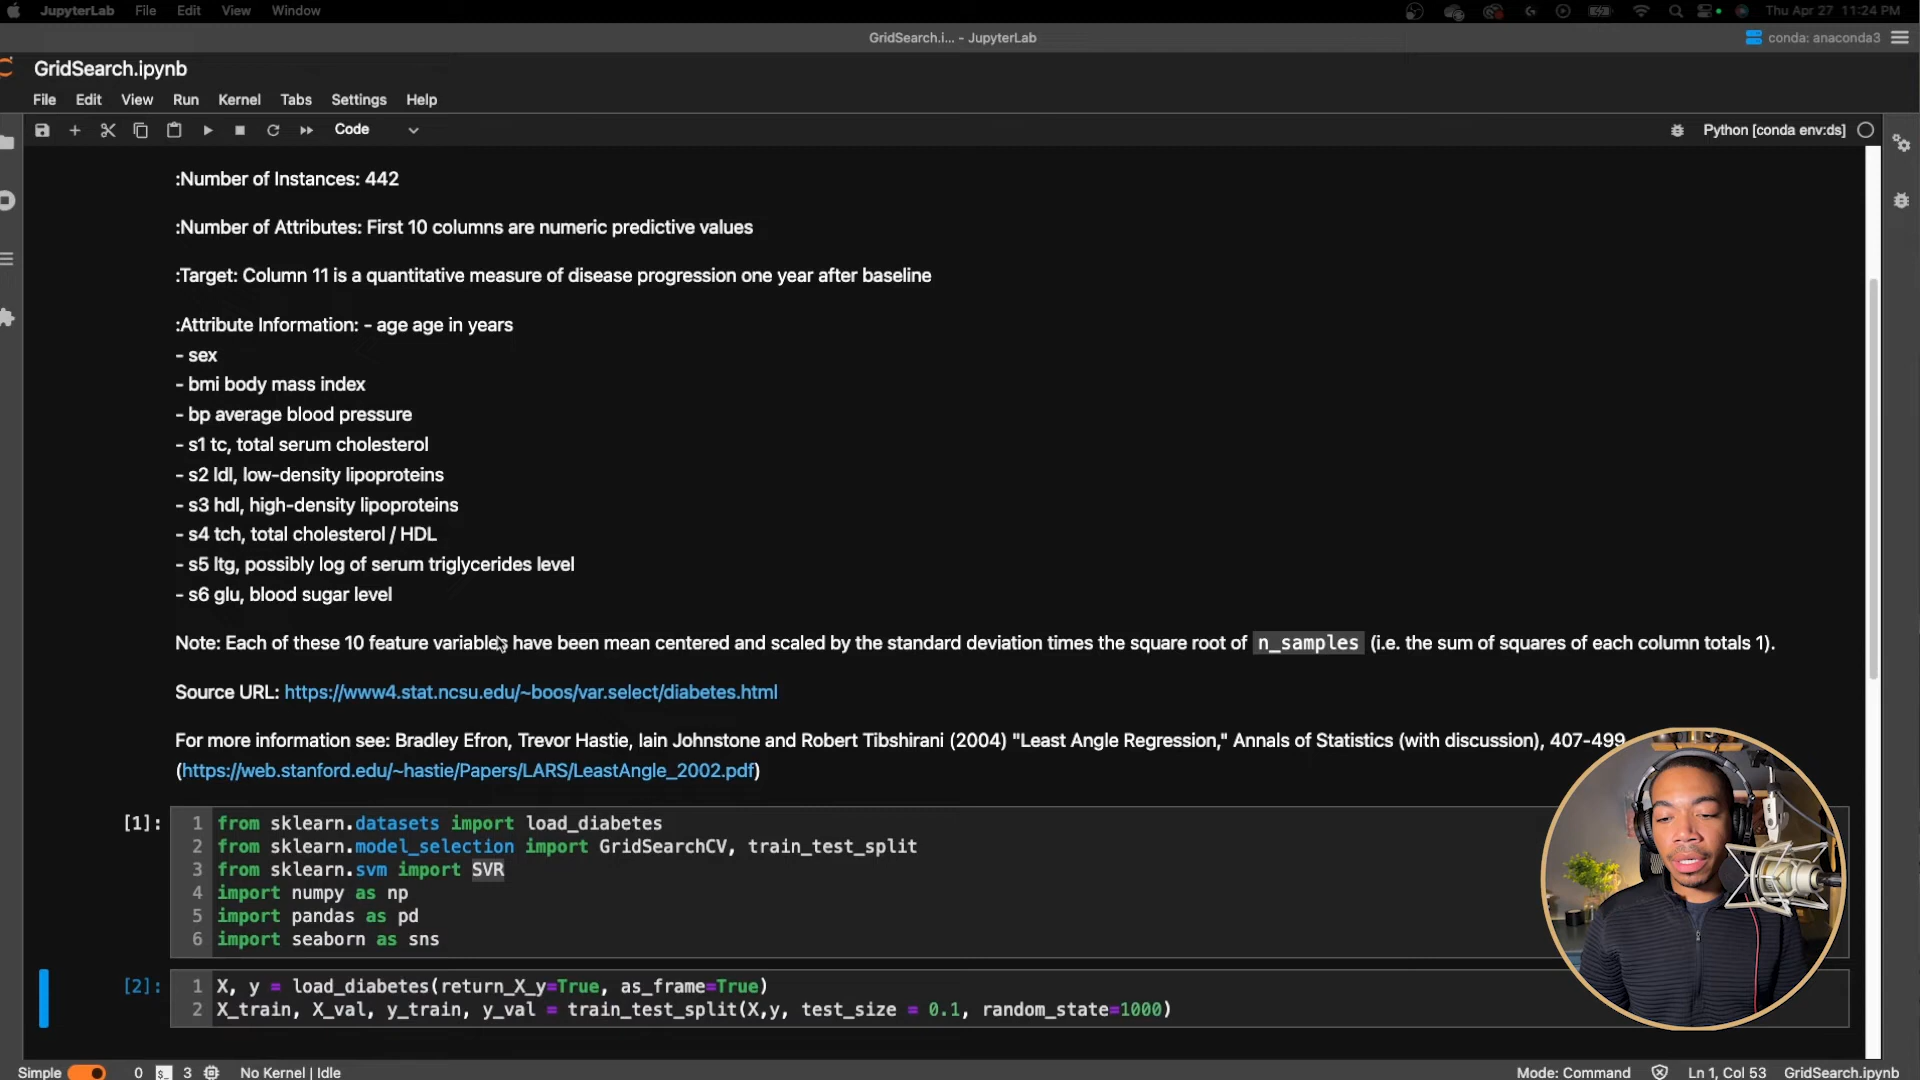 JupyterLab File Edit View Window Thu Apr 27 11:24 PM
GridSearch.i... - JupyterLab conda: anaconda3
GridSearch.ipynb
File Edit View Run Kernel Tabs Settings Help
Code Python [conda env:ds]
:Number of Instances: 442
:Number of Attributes: First 10 columns are numeric predictive values
:Target: Column 11 is a quantitative measure of disease progression one year after baseline
:Attribute Information: - age age in years
- sex
- bmi body mass index
- bp average blood pressure
- s1 tc, total serum cholesterol
- s2 ldl, low-density lipoproteins
- s3 hdl, high-density lipoproteins
- s4 tch, total cholesterol / HDL
- s5 ltg, possibly log of serum triglycerides level
- s6 glu, blood sugar level
Note: Each of these 10 feature variables have been mean centered and scaled by the standard deviation times the square root of n_samples (i.e. the sum of squares of each column totals 1).
Source URL: https://www4.stat.ncsu.edu/~boos/var.select/diabetes.html
For more information see: Bradley Efron, Trevor Hastie, Iain Johnstone and Robert Tibshirani (2004) "Least Angle Regression," Annals of Statistics (with discussion), 407-499.
(https://web.stanford.edu/~hastie/Papers/LARS/LeastAngle_2002.pdf)
[1]: 1 from sklearn.datasets import load_diabetes
2 from sklearn.model_selection import GridSearchCV, train_test_split
3 from sklearn.svm import SVR
4 import numpy as np
5 import pandas as pd
6 import seaborn as sns
[2]: 1 X, y = load_diabetes(return_X_y=True, as_frame=True)
2 X_train, X_val, y_train, y_val = train_test_split(X,y, test_size = 0.1, random_state=1000)
Simple 0 3 No Kernel | Idle Mode: Command Ln 1, Col 53 GridSearch.ipynb